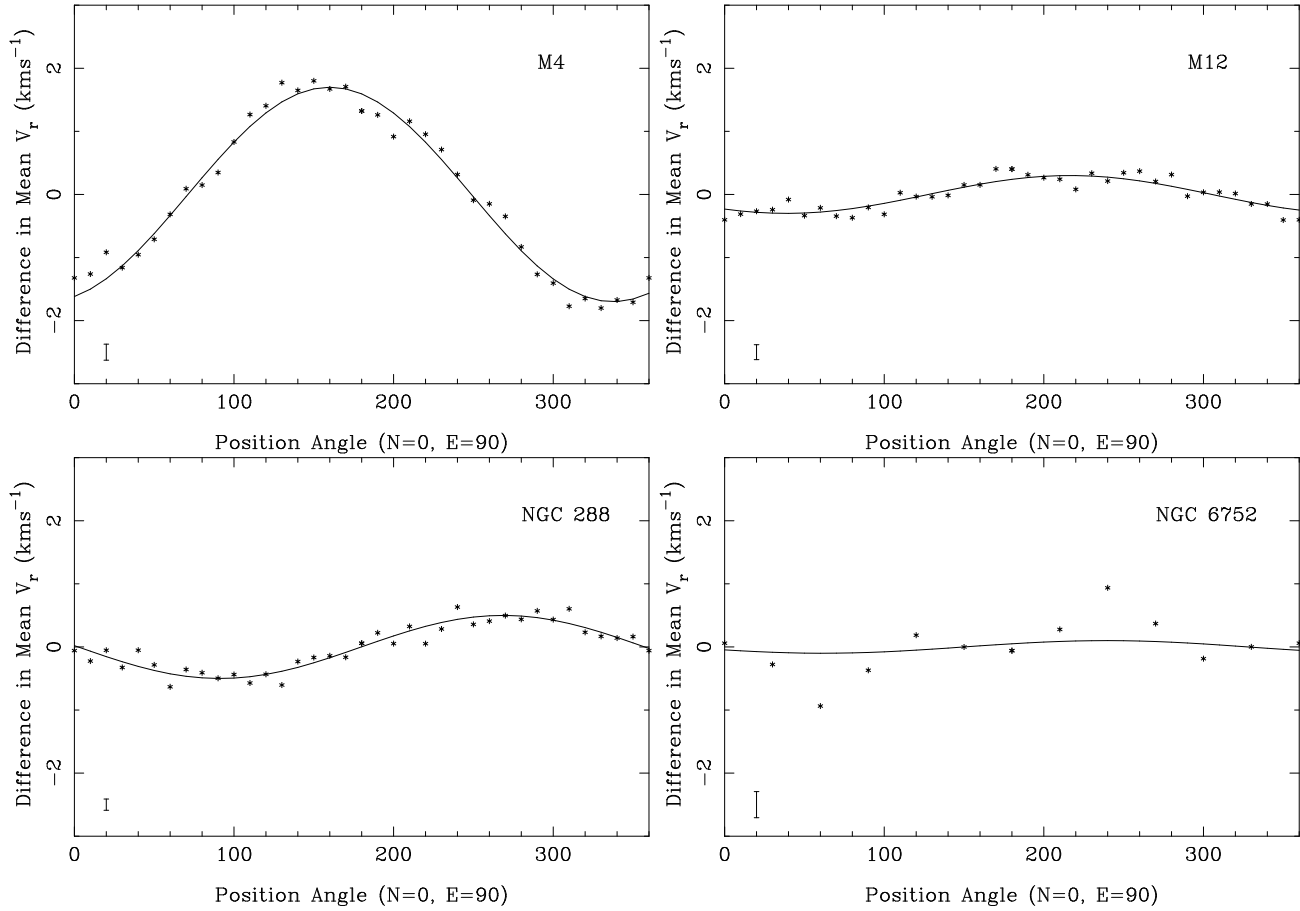 M4
Difference in Mean V_r (kms^-1)
2
0
−2
0 100 200 300
Position Angle (N=0, E=90)
M12
Difference in Mean V_r (kms^-1)
2
0
−2
0 100 200 300
Position Angle (N=0, E=90)
NGC 288
Difference in Mean V_r (kms^-1)
2
0
−2
0 100 200 300
Position Angle (N=0, E=90)
NGC 6752
Difference in Mean V_r (kms^-1)
2
0
−2
0 100 200 300
Position Angle (N=0, E=90)